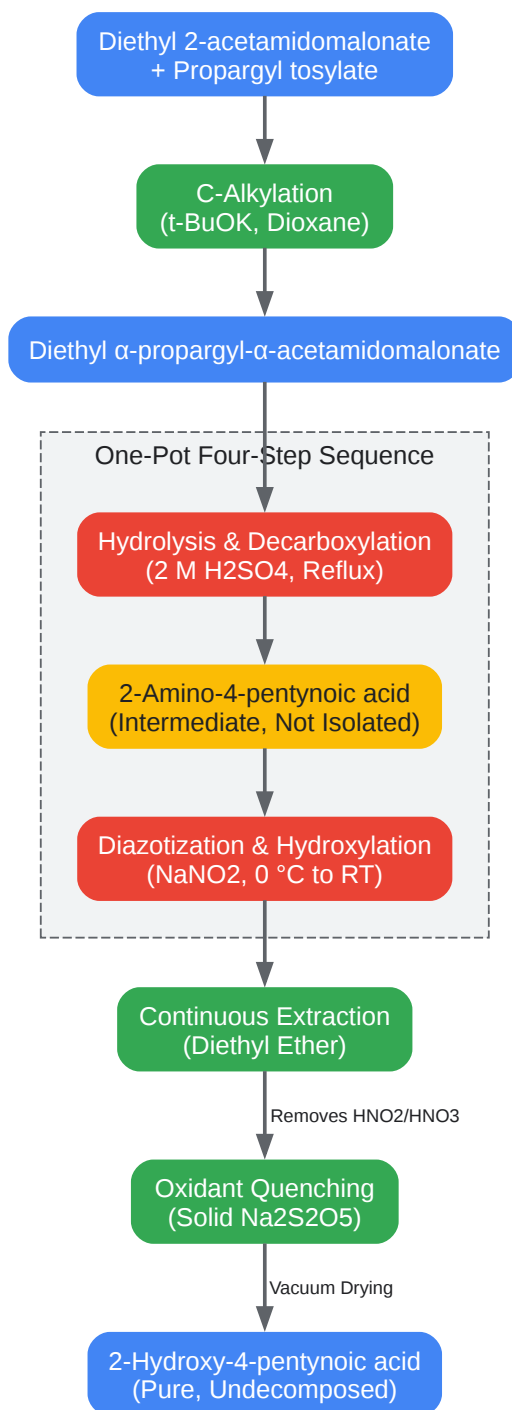 Diethyl 2-acetamidomalonate
+ Propargyl tosylate
C-Alkylation
(t-BuOK, Dioxane)
Diethyl α-propargyl-α-acetamidomalonate
One-Pot Four-Step Sequence
Hydrolysis & Decarboxylation
(2 M H2SO4, Reflux)
2-Amino-4-pentynoic acid
(Intermediate, Not Isolated)
Diazotization & Hydroxylation
(NaNO2, 0 °C to RT)
Continuous Extraction
(Diethyl Ether)
Removes HNO2/HNO3
Oxidant Quenching
(Solid Na2S2O5)
Vacuum Drying
2-Hydroxy-4-pentynoic acid
(Pure, Undecomposed)